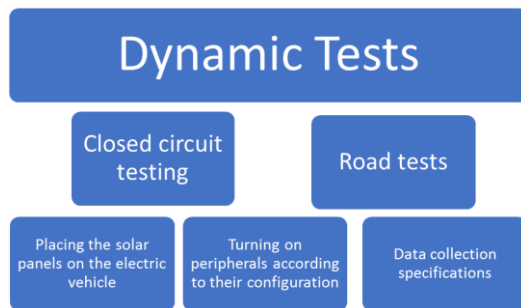 Dynamic Tests
Closed circuit
testing
Road tests
Placing the solar
panels on the electric
vehicle
Turning on
peripherals according
to their configuration
Data collection
specifications